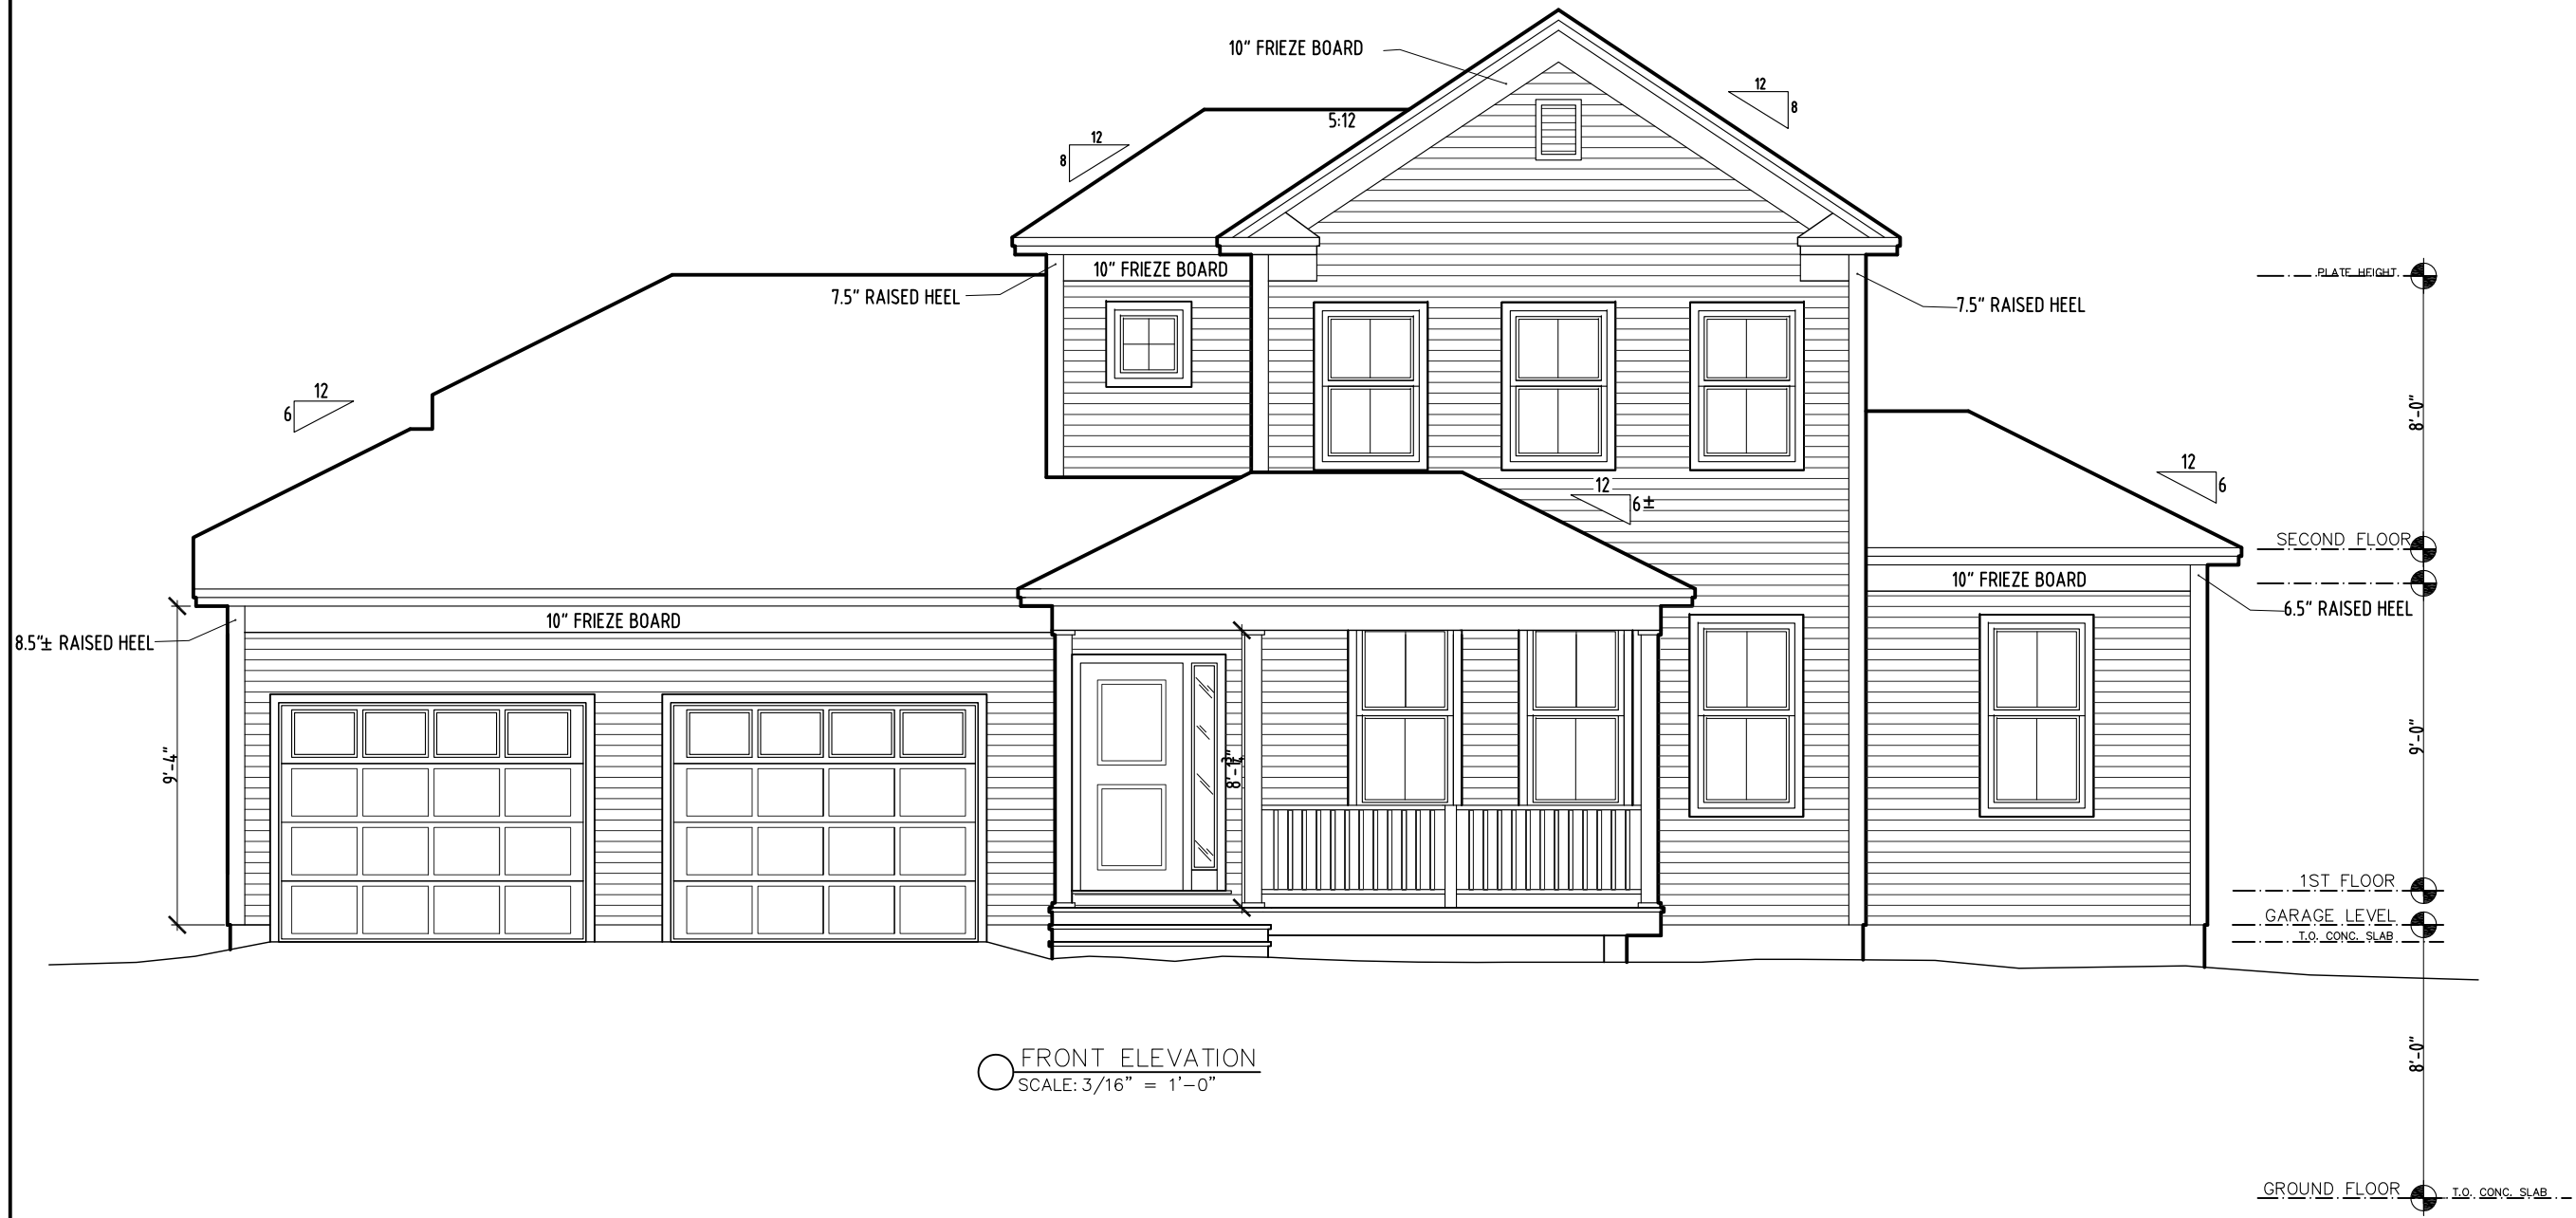 10" FRIEZE BOARD
12
8
12
8
5:12
10" FRIEZE BOARD
7.5" RAISED HEEL
7.5" RAISED HEEL
PLATE HEIGHT
12
6
8'-0"
12
6
12
6±
SECOND FLOOR
10" FRIEZE BOARD
6.5" RAISED HEEL
10" FRIEZE BOARD
8.5"± RAISED HEEL
9'-4"
9'-0"
1ST FLOOR
GARAGE LEVEL
T.O. CONC. SLAB
FRONT ELEVATION
SCALE: 3/16" = 1'-0"
8'-0"
GROUND FLOOR
T.O. CONC. SLAB